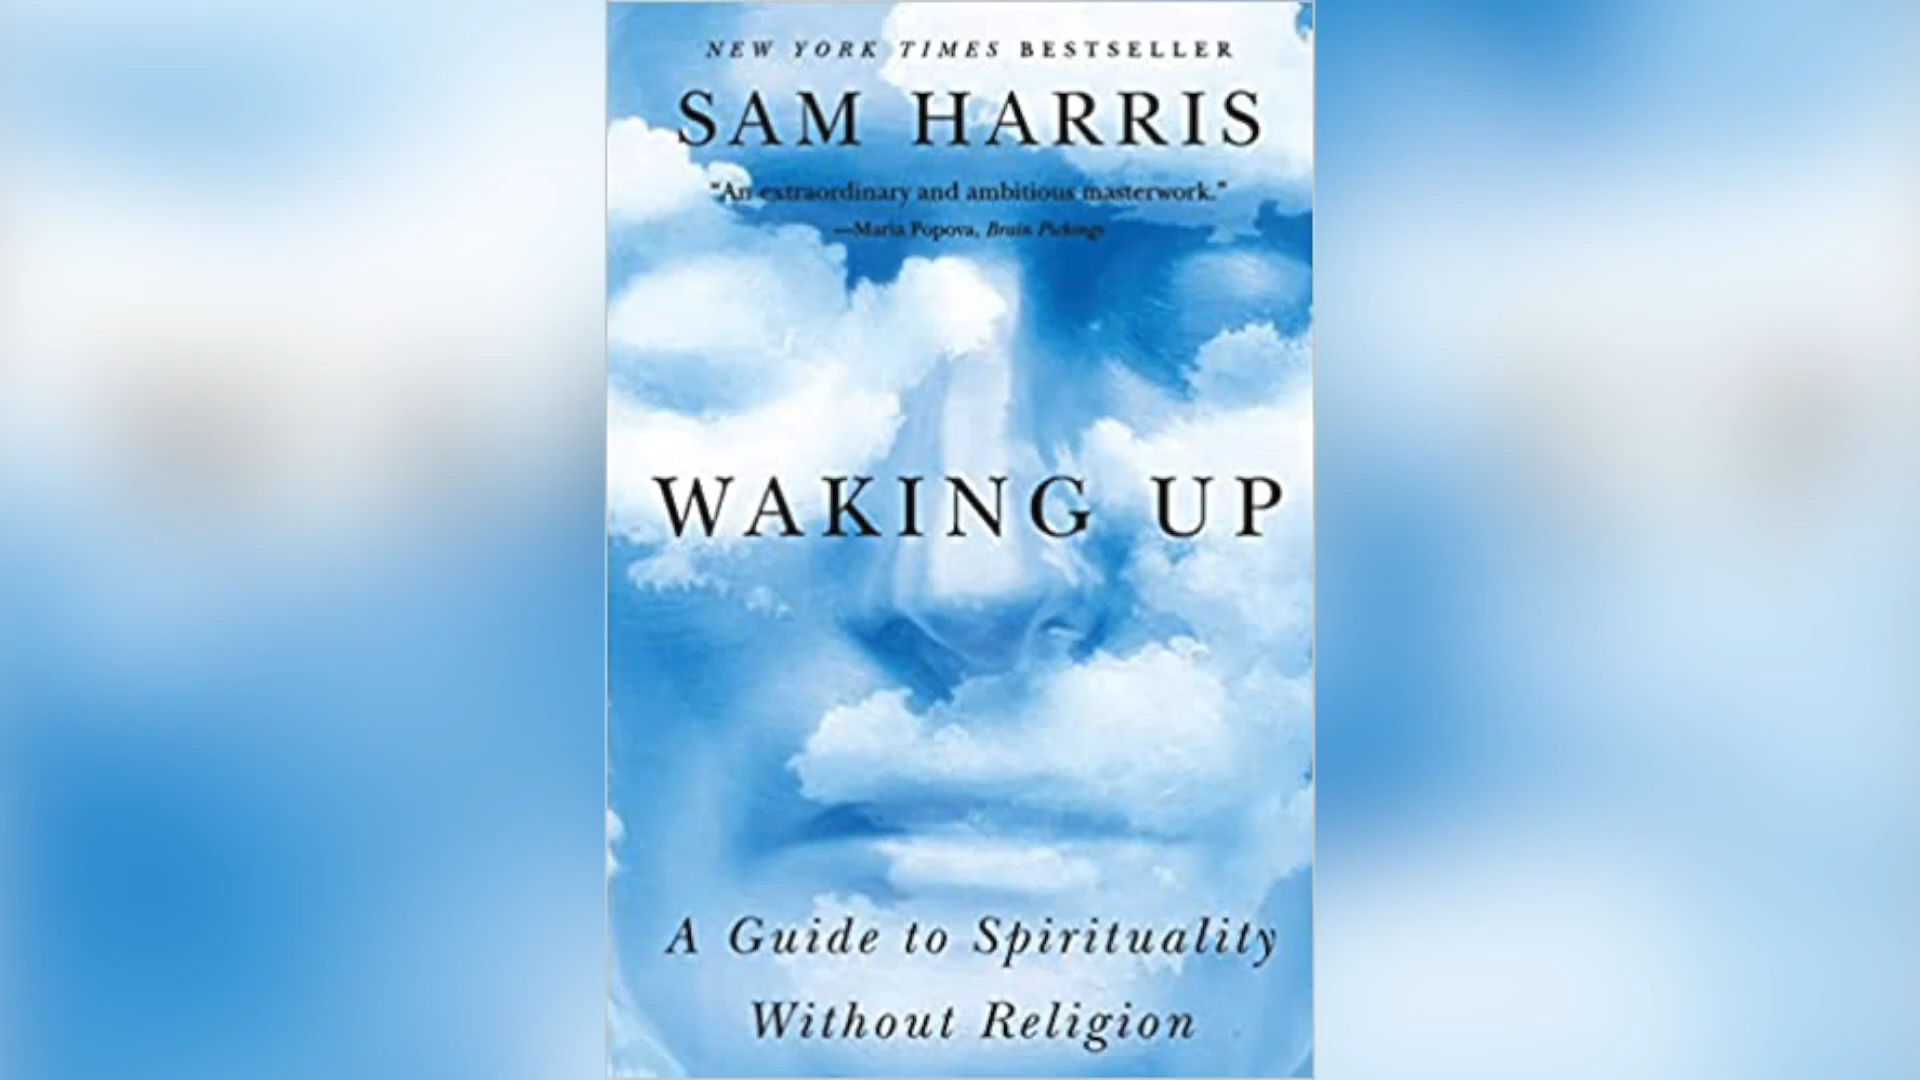 NEW YORK TIMES BESTSELLER
SAM HARRIS
"An extraordinary and ambitious masterwork."
—Maria Popova, Brain Pickings
WAKING UP
A Guide to Spirituality
Without Religion